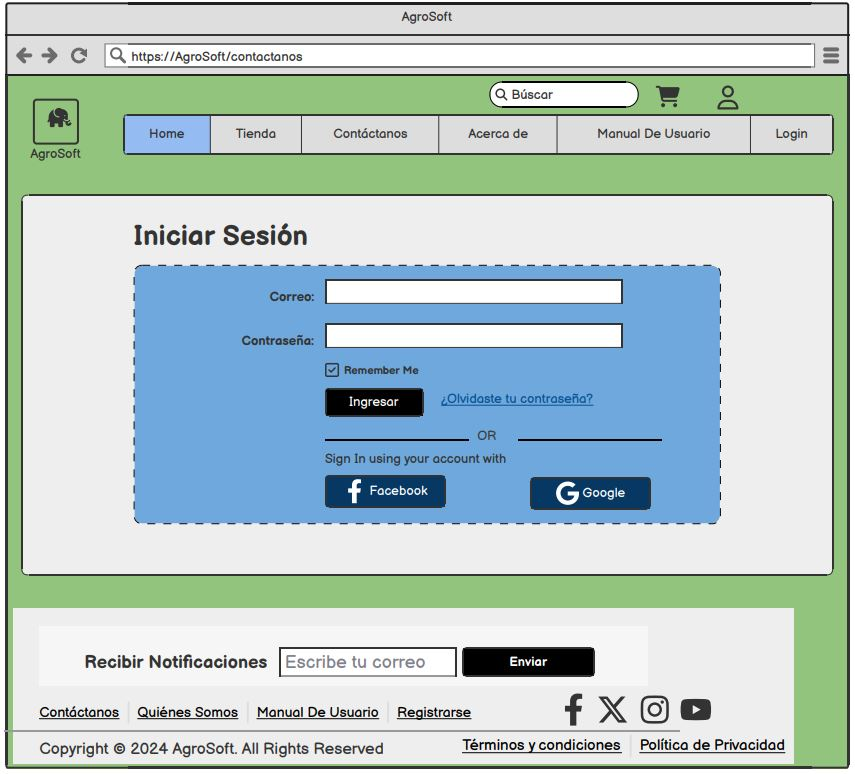 AgroSoft
https://AgroSoft/contactanos
Búscar
AgroSoft
Home Tienda Contáctanos Acerca de Manual De Usuario Login
Iniciar Sesión
Correo:
Contraseña:
Remember Me
Ingresar ¿Olvidaste tu contraseña?
OR
Sign In using your account with
Facebook Google
Recibir Notificaciones Escribe tu correo Enviar
Contáctanos Quiénes Somos Manual De Usuario Registrarse
Copyright © 2024 AgroSoft. All Rights Reserved Términos y condiciones Política de Privacidad